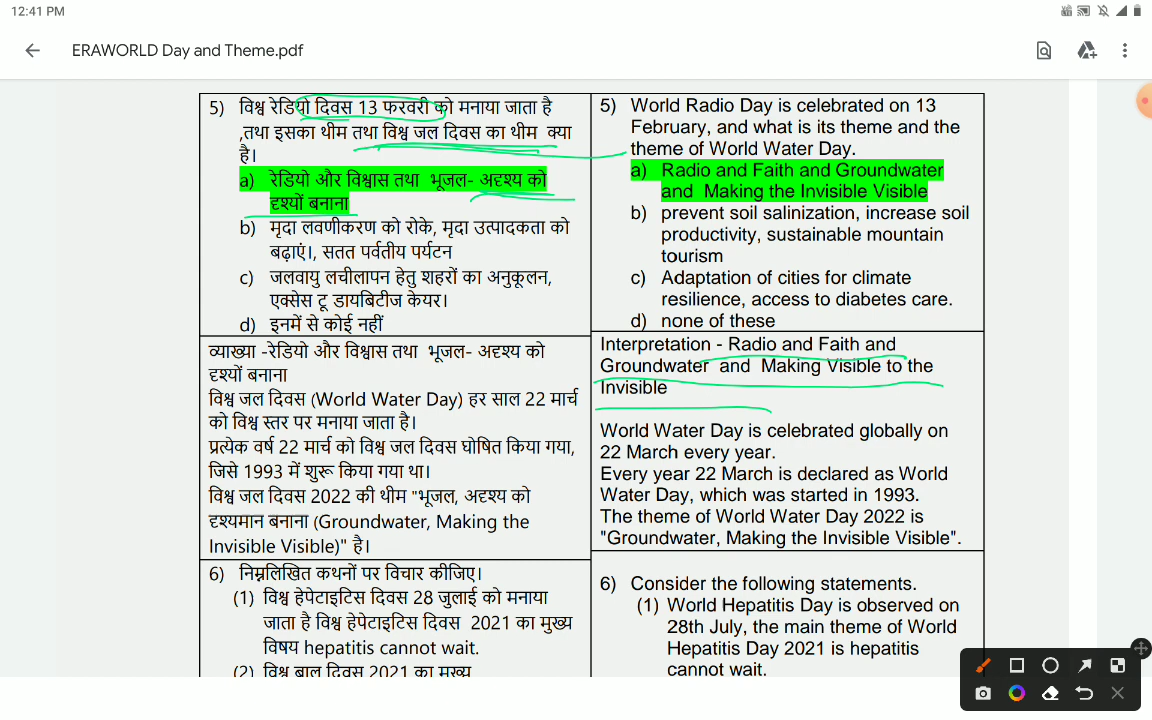 12:41 PM
ERAWORLD Day and Theme.pdf
5) विश्व रेडियो दिवस 13 फरवरी को मनाया जाता है
,तथा इसका थीम तथा विश्व जल दिवस का थीम क्या
है।
a) रेडियो और विश्वास तथा भूजल- अदृश्य को
दृश्यों बनाना
b) मृदा लवणीकरण को रोके, मृदा उत्पादकता को
बढ़ाएं।, सतत पर्वतीय पर्यटन
c) जलवायु लचीलापन हेतु शहरों का अनुकूलन,
एक्सेस टू डायबिटीज केयर।
d) इनमें से कोई नहीं
व्याख्या -रेडियो और विश्वास तथा भूजल- अदृश्य को
दृश्यों बनाना
विश्व जल दिवस (World Water Day) हर साल 22 मार्च
को विश्व स्तर पर मनाया जाता है।
प्रत्येक वर्ष 22 मार्च को विश्व जल दिवस घोषित किया गया,
जिसे 1993 में शुरू किया गया था।
विश्व जल दिवस 2022 की थीम "भूजल, अदृश्य को
दृश्यमान बनाना (Groundwater, Making the
Invisible Visible)" है।
6) निम्नलिखित कथनों पर विचार कीजिए।
(1) विश्व हेपेटाइटिस दिवस 28 जुलाई को मनाया
जाता है विश्व हेपेटाइटिस दिवस 2021 का मुख्य
विषय hepatitis cannot wait.
(2) विश्व बाल दिवस 2021 का मुख्य
5) World Radio Day is celebrated on 13
February, and what is its theme and the
theme of World Water Day.
a) Radio and Faith and Groundwater
and Making the Invisible Visible
b) prevent soil salinization, increase soil
productivity, sustainable mountain
tourism
c) Adaptation of cities for climate
resilience, access to diabetes care.
d) none of these
Interpretation - Radio and Faith and
Groundwater and Making Visible to the
Invisible
World Water Day is celebrated globally on
22 March every year.
Every year 22 March is declared as World
Water Day, which was started in 1993.
The theme of World Water Day 2022 is
"Groundwater, Making the Invisible Visible".
6) Consider the following statements.
(1) World Hepatitis Day is observed on
28th July, the main theme of World
Hepatitis Day 2021 is hepatitis
cannot wait.